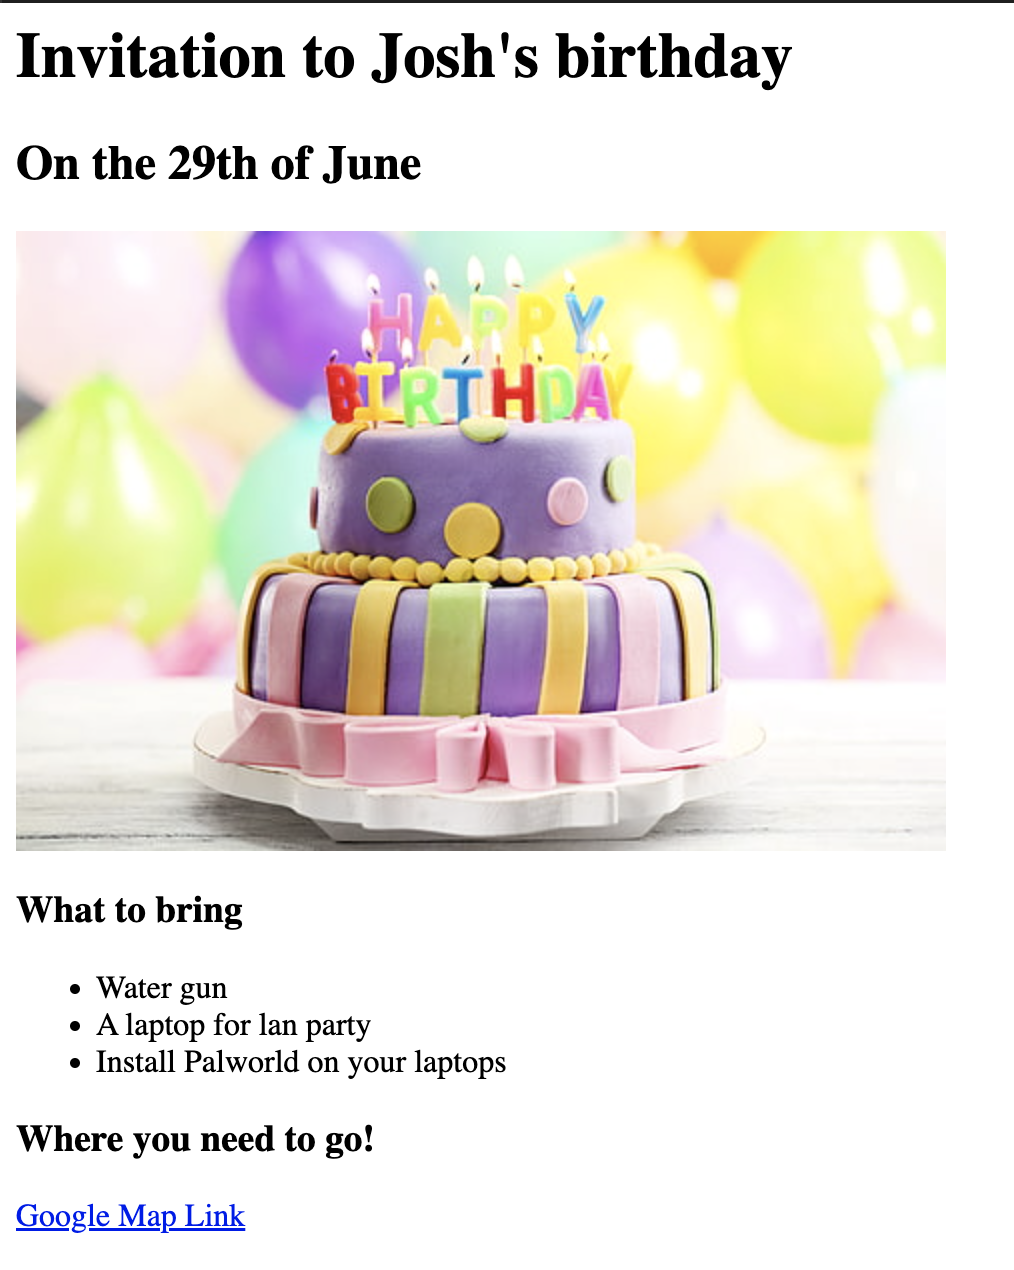 Invitation to Josh's birthday
On the 29th of June
HAPPY
BIRTHDAY
What to bring
Water gun
A laptop for lan party
Install Palworld on your laptops
Where you need to go!
Google Map Link